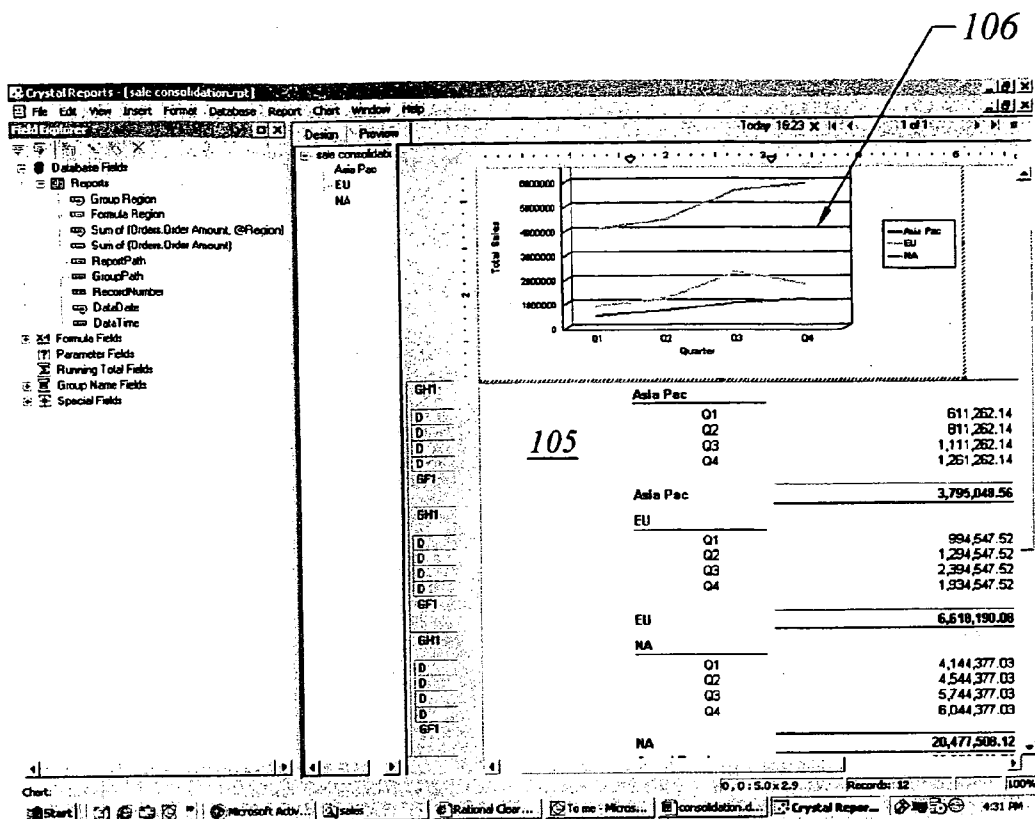 106
Crystal Reports - [sale consolidation.rpt]
File Edit View Insert Format Database Report Chart Window Help
Field Explorer
Design Preview
Today 16:23 1 of 1
Database Fields
Reports
Group Region
Formula Region
Sum of (Orders.Order Amount, @Region)
Sum of (Orders.Order Amount)
ReportPath
GroupPath
RecordNumber
DataDate
DataTime
Formula Fields
Parameter Fields
Running Total Fields
Group Name Fields
Special Fields
sale consolidati
Asia Pac
EU
NA
Total Sales
6800000
5800000
4800000
3800000
2800000
1800000
0
Q1 Q2 Q3 Q4
Quarter
Asia Pac
EU
NA
105
GH1
Asia Pac
D Q1 611,262.14
D Q2 811,262.14
D Q3 1,111,262.14
D Q4 1,261,262.14
GF1
Asia Pac 3,795,048.56
GH1
EU
D Q1 994,547.52
D Q2 1,294,547.52
D Q3 2,394,547.52
D Q4 1,934,547.52
GF1
EU 6,618,190.08
GH1
NA
D Q1 4,144,377.03
D Q2 4,544,377.03
D Q3 5,744,377.03
D Q4 6,044,377.03
GF1
NA 20,477,508.12
Chart: 0, 0 : 5.0 x 2.9 Records: 12 100%
Start Microsoft Activ... sales Rational Clear... To me - Micros... consolidation.d... Crystal Repor... 4:31 PM